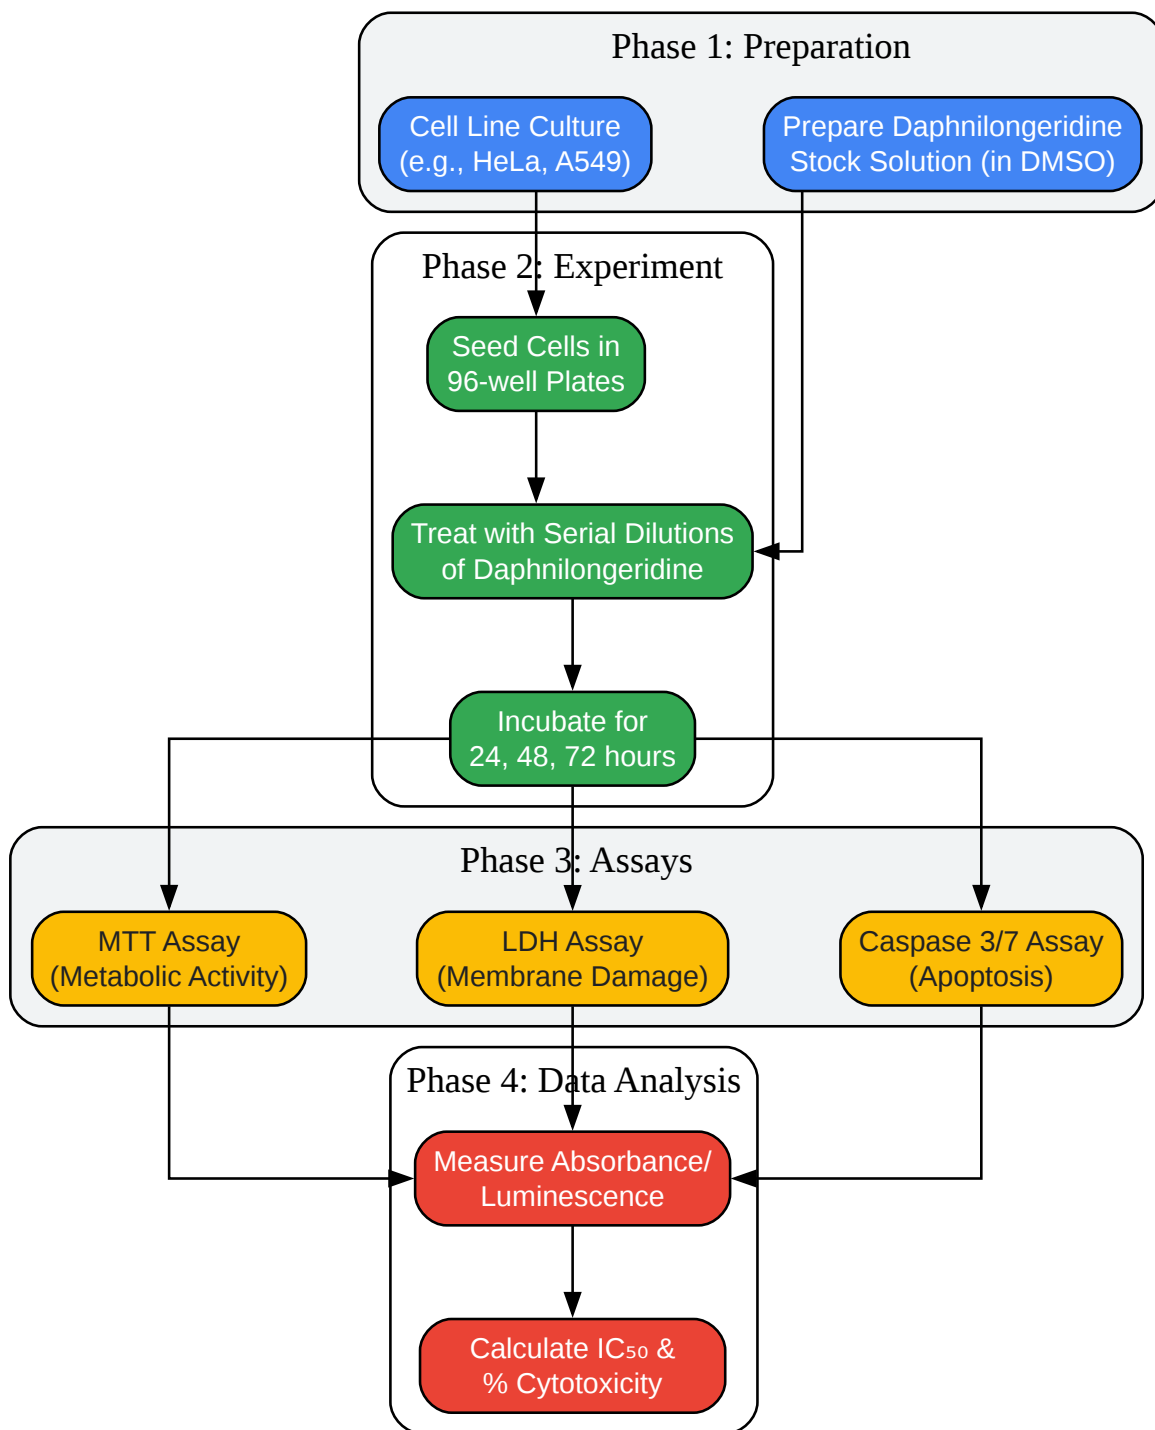 Phase 1: Preparation
Cell Line Culture
(e.g., HeLa, A549)
Prepare Daphnilongeridine
Stock Solution (in DMSO)
Phase 2: Experiment
Seed Cells in
96-well Plates
Treat with Serial Dilutions
of Daphnilongeridine
Incubate for
24, 48, 72 hours
Phase 3: Assays
MTT Assay
(Metabolic Activity)
LDH Assay
(Membrane Damage)
Caspase 3/7 Assay
(Apoptosis)
Phase 4: Data Analysis
Measure Absorbance/
Luminescence
Calculate IC₅₀ &
% Cytotoxicity